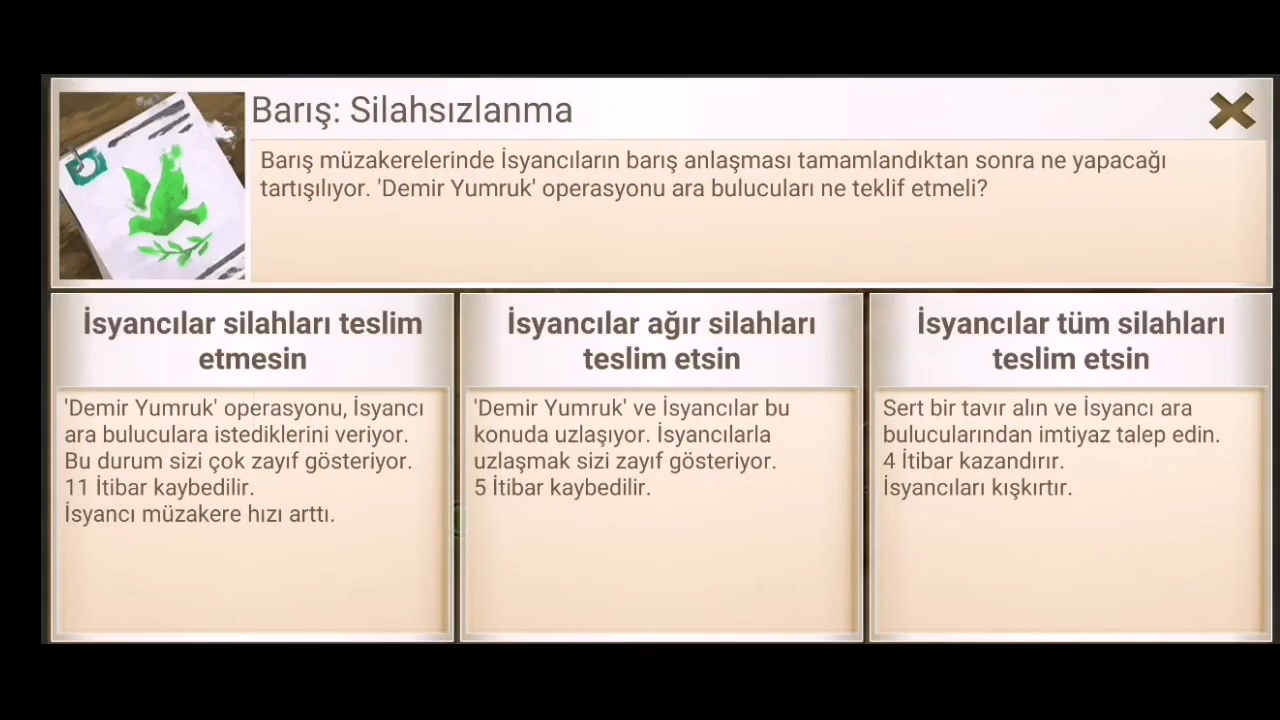 Barış: Silahsızlanma
Barış müzakerelerinde İsyancıların barış anlaşması tamamlandıktan sonra ne yapacağı
tartışılıyor. 'Demir Yumruk' operasyonu ara bulucuları ne teklif etmeli?
İsyancılar silahları teslim
etmesin
'Demir Yumruk' operasyonu, İsyancı
ara buluculara istediklerini veriyor.
Bu durum sizi çok zayıf gösteriyor.
11 İtibar kaybedilir.
İsyancı müzakere hızı arttı.
İsyancılar ağır silahları
teslim etsin
'Demir Yumruk' ve İsyancılar bu
konuda uzlaşıyor. İsyancılarla
uzlaşmak sizi zayıf gösteriyor.
5 İtibar kaybedilir.
İsyancılar tüm silahları
teslim etsin
Sert bir tavır alın ve İsyancı ara
bulucularından imtiyaz talep edin.
4 İtibar kazandırır.
İsyancıları kışkırtır.